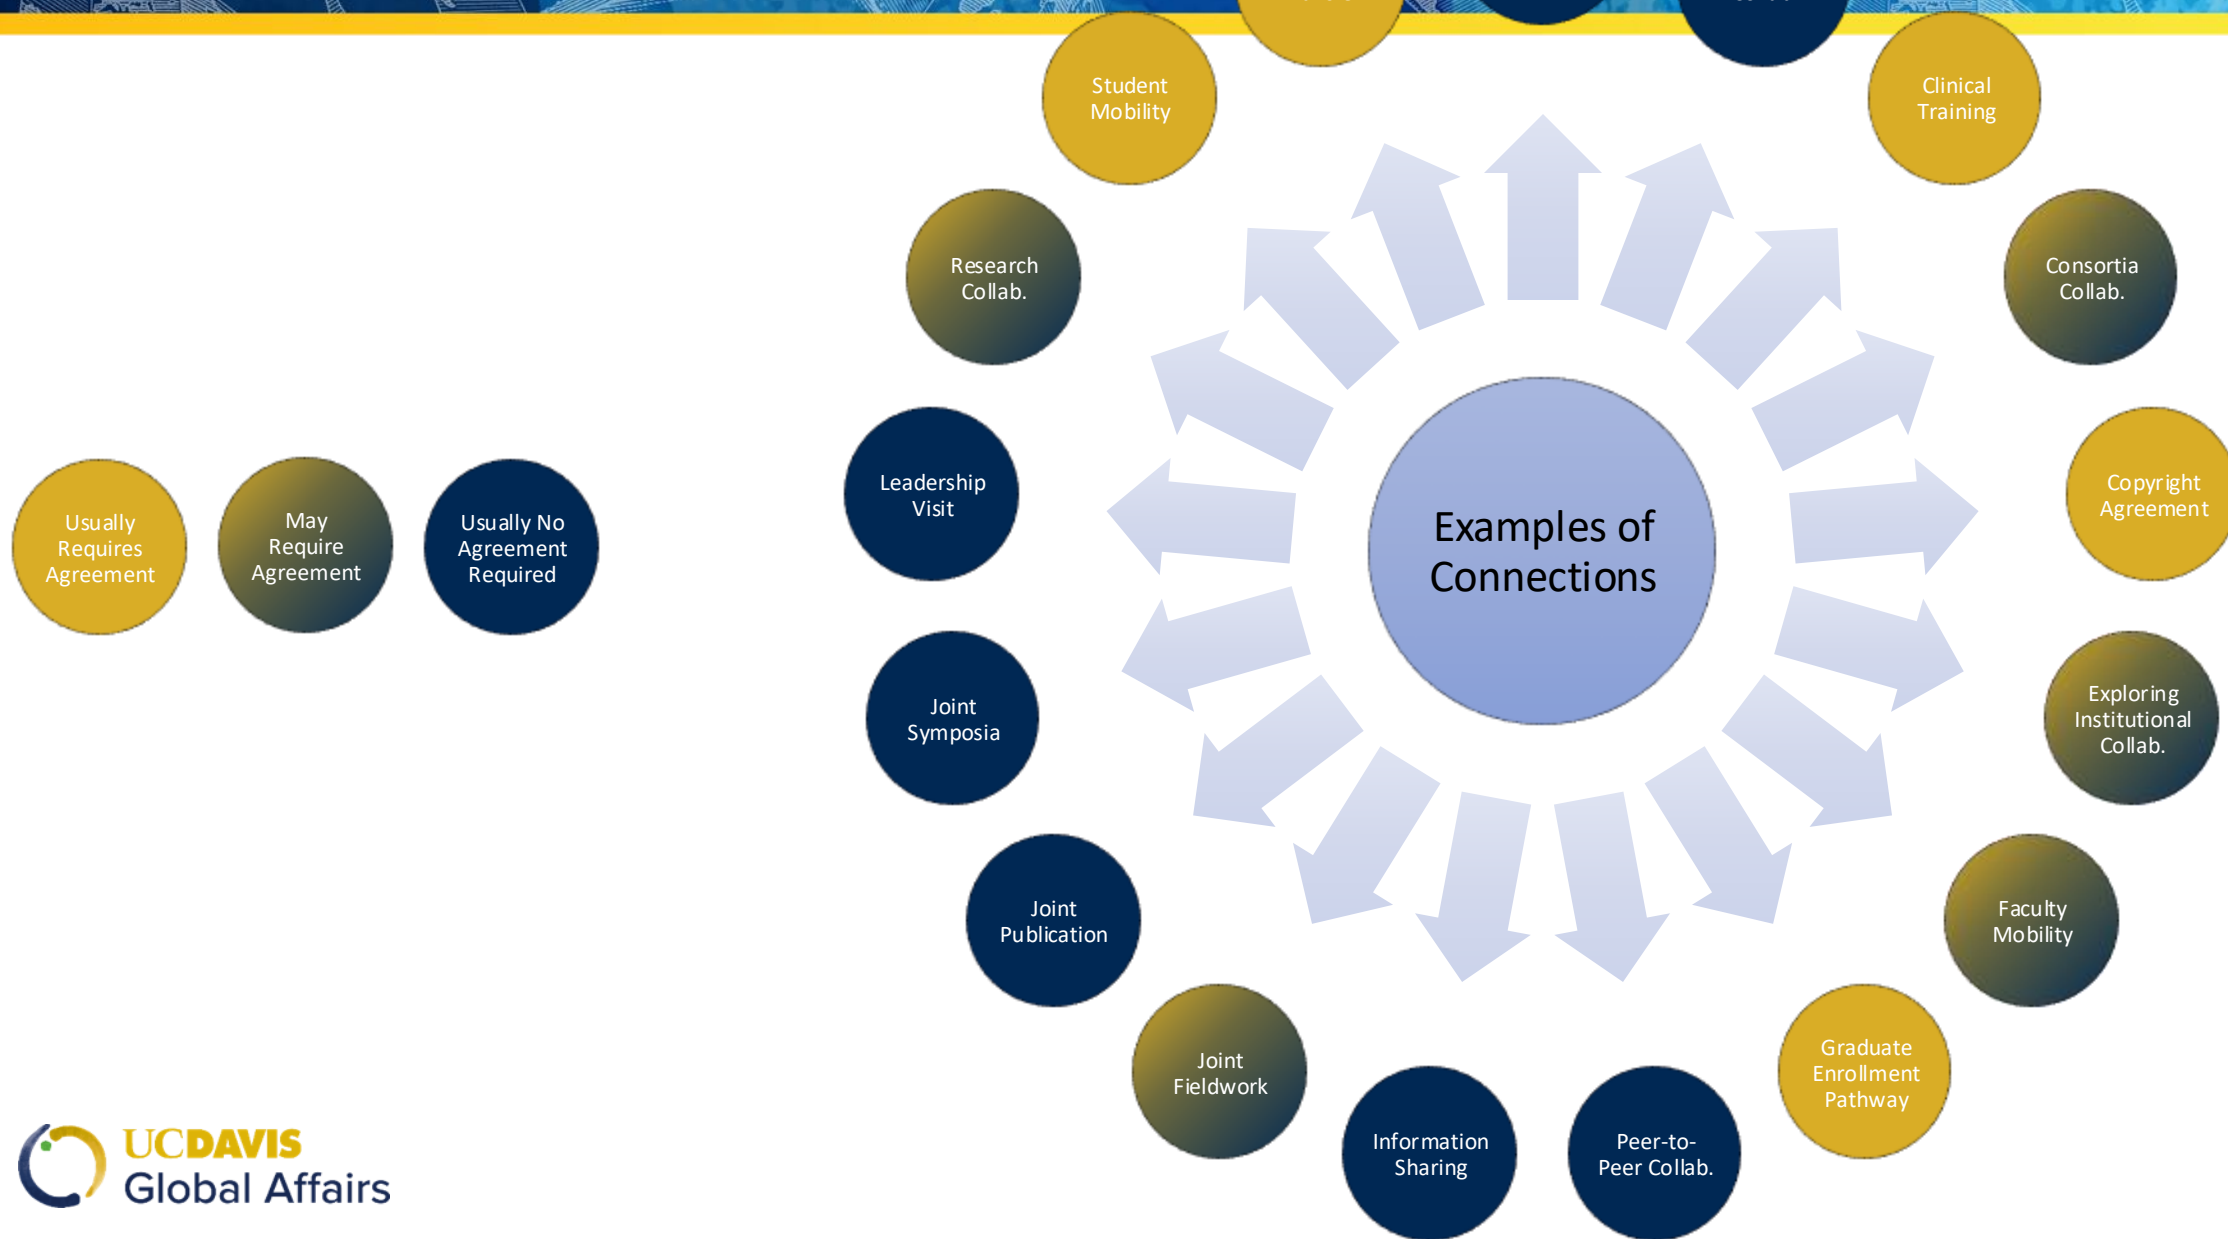 Student
Mobility
Clinical
Training
Research
Collab.
Consortia
Collab.
Leadership
Visit
Copyright
Agreement
Usually
Requires
Agreement
May
Require
Agreement
Usually No
Agreement
Required
Examples of
Connections
Joint
Symposia
Exploring
Institutional
Collab.
Joint
Publication
Faculty
Mobility
Joint
Fieldwork
Graduate
Enrollment
Pathway
Information
Sharing
Peer-to-
Peer Collab.
UCDAVIS
Global Affairs